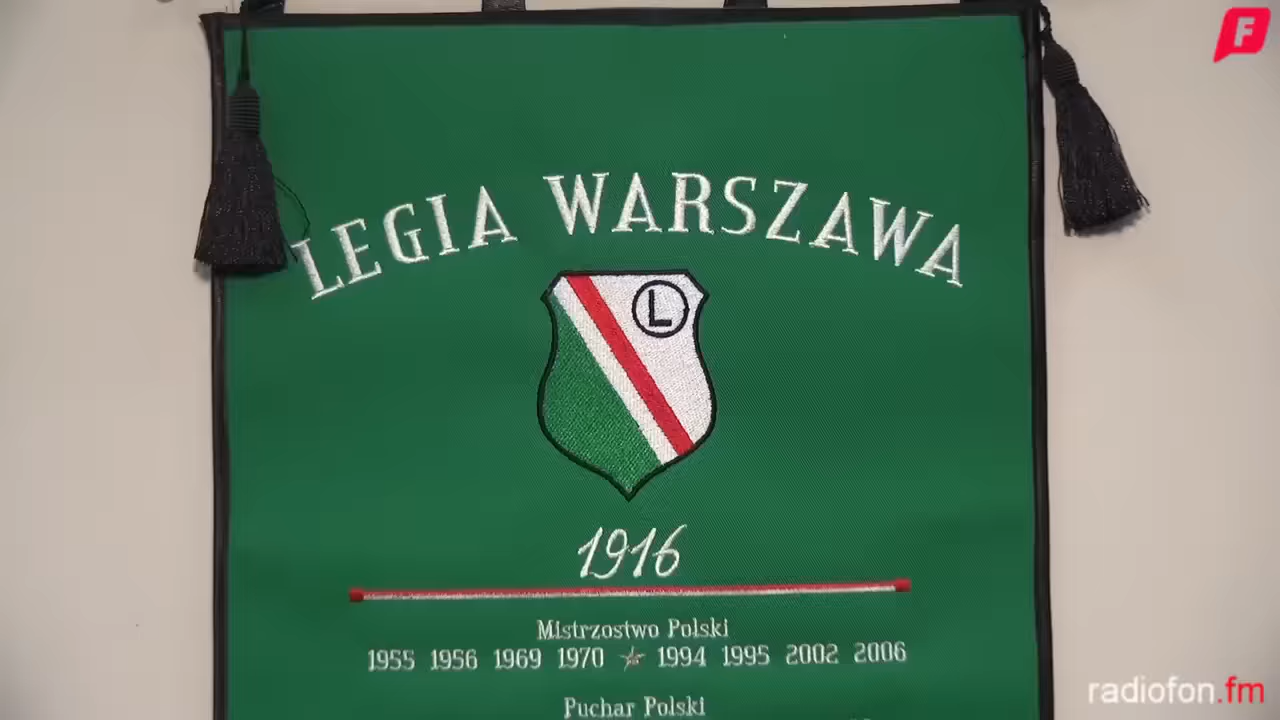 F
LEGIA WARSZAWA
L
1916
Mistrzostwo Polski
1955 1956 1969 1970 ★ 1994 1995 2002 2006
Puchar Polski
radiofon.fm